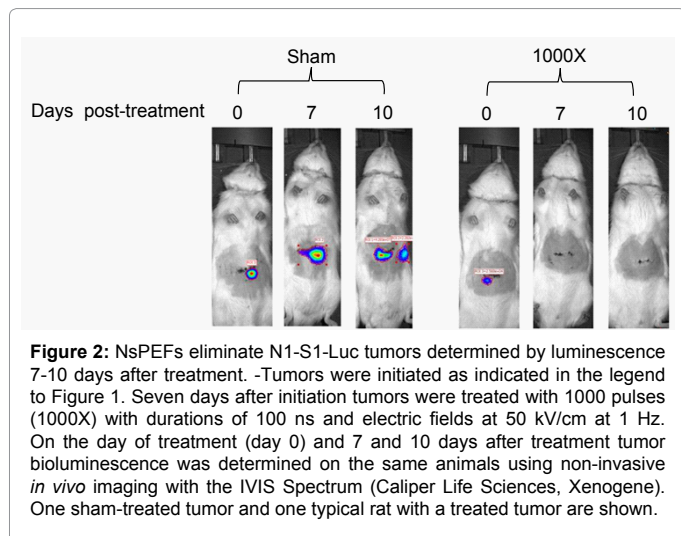 Sham 1000X
Days post-treatment 0 7 10 0 7 10
Figure 2: NsPEFs eliminate N1-S1-Luc tumors determined by luminescence
7-10 days after treatment. -Tumors were initiated as indicated in the legend
to Figure 1. Seven days after initiation tumors were treated with 1000 pulses
(1000X) with durations of 100 ns and electric fields at 50 kV/cm at 1 Hz.
On the day of treatment (day 0) and 7 and 10 days after treatment tumor
bioluminescence was determined on the same animals using non-invasive
in vivo imaging with the IVIS Spectrum (Caliper Life Sciences, Xenogene).
One sham-treated tumor and one typical rat with a treated tumor are shown.